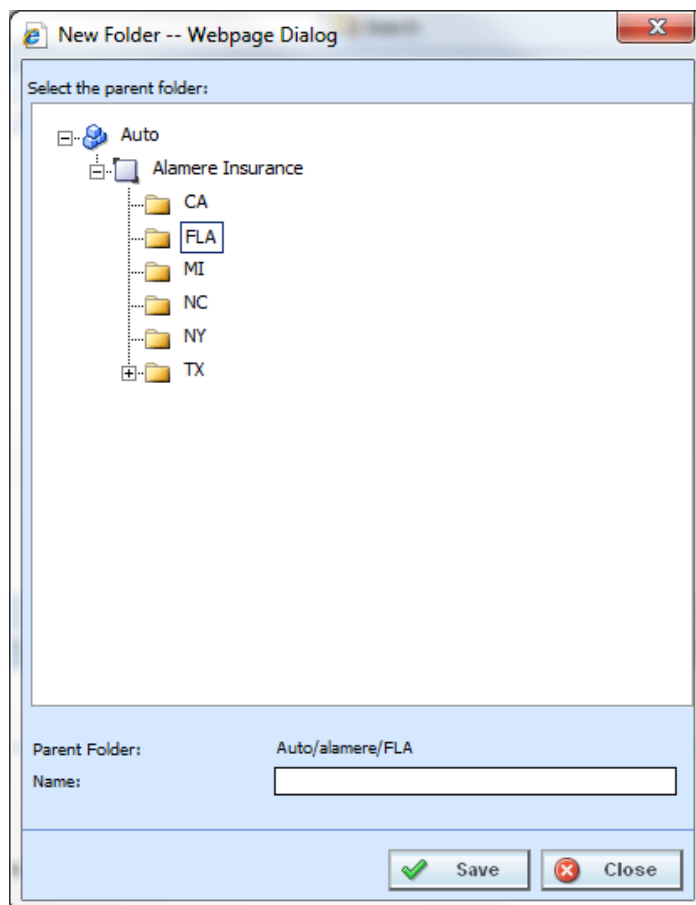 New Folder -- Webpage Dialog
Search
Select the parent folder:
Auto
Alamere Insurance
CA
FLA
MI
NC
NY
TX
Parent Folder: Auto/alamere/FLA
Name:
Save Close